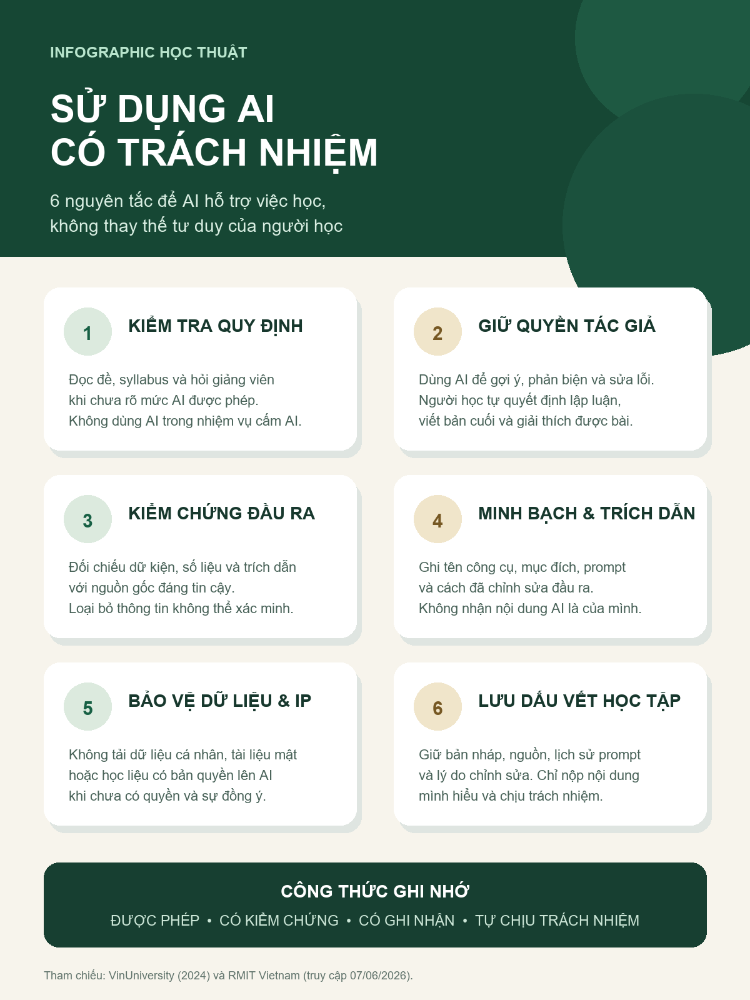 INFOGRAPHIC HỌC THUẬT
SỬ DỤNG AI
CÓ TRÁCH NHIỆM
6 nguyên tắc để AI hỗ trợ việc học,
không thay thế tư duy của người học
1
KIỂM TRA QUY ĐỊNH
Đọc đề, syllabus và hỏi giảng viên
khi chưa rõ mức AI được phép.
Không dùng AI trong nhiệm vụ cấm AI.
2
GIỮ QUYỀN TÁC GIẢ
Dùng AI để gợi ý, phản biện và sửa lỗi.
Người học tự quyết định lập luận,
viết bản cuối và giải thích được bài.
3
KIỂM CHỨNG ĐẦU RA
Đối chiếu dữ kiện, số liệu và trích dẫn
với nguồn gốc đáng tin cậy.
Loại bỏ thông tin không thể xác minh.
4
MINH BẠCH & TRÍCH DẪN
Ghi tên công cụ, mục đích, prompt
và cách đã chỉnh sửa đầu ra.
Không nhận nội dung AI là của mình.
5
BẢO VỆ DỮ LIỆU & IP
Không tải dữ liệu cá nhân, tài liệu mật
hoặc học liệu có bản quyền lên AI
khi chưa có quyền và sự đồng ý.
6
LƯU DẤU VẾT HỌC TẬP
Giữ bản nháp, nguồn, lịch sử prompt
và lý do chỉnh sửa. Chỉ nộp nội dung
mình hiểu và chịu trách nhiệm.
CÔNG THỨC GHI NHỚ
ĐƯỢC PHÉP • CÓ KIỂM CHỨNG • CÓ GHI NHẬN • TỰ CHỊU TRÁCH NHIỆM
Tham chiếu: VinUniversity (2024) và RMIT Vietnam (truy cập 07/06/2026).